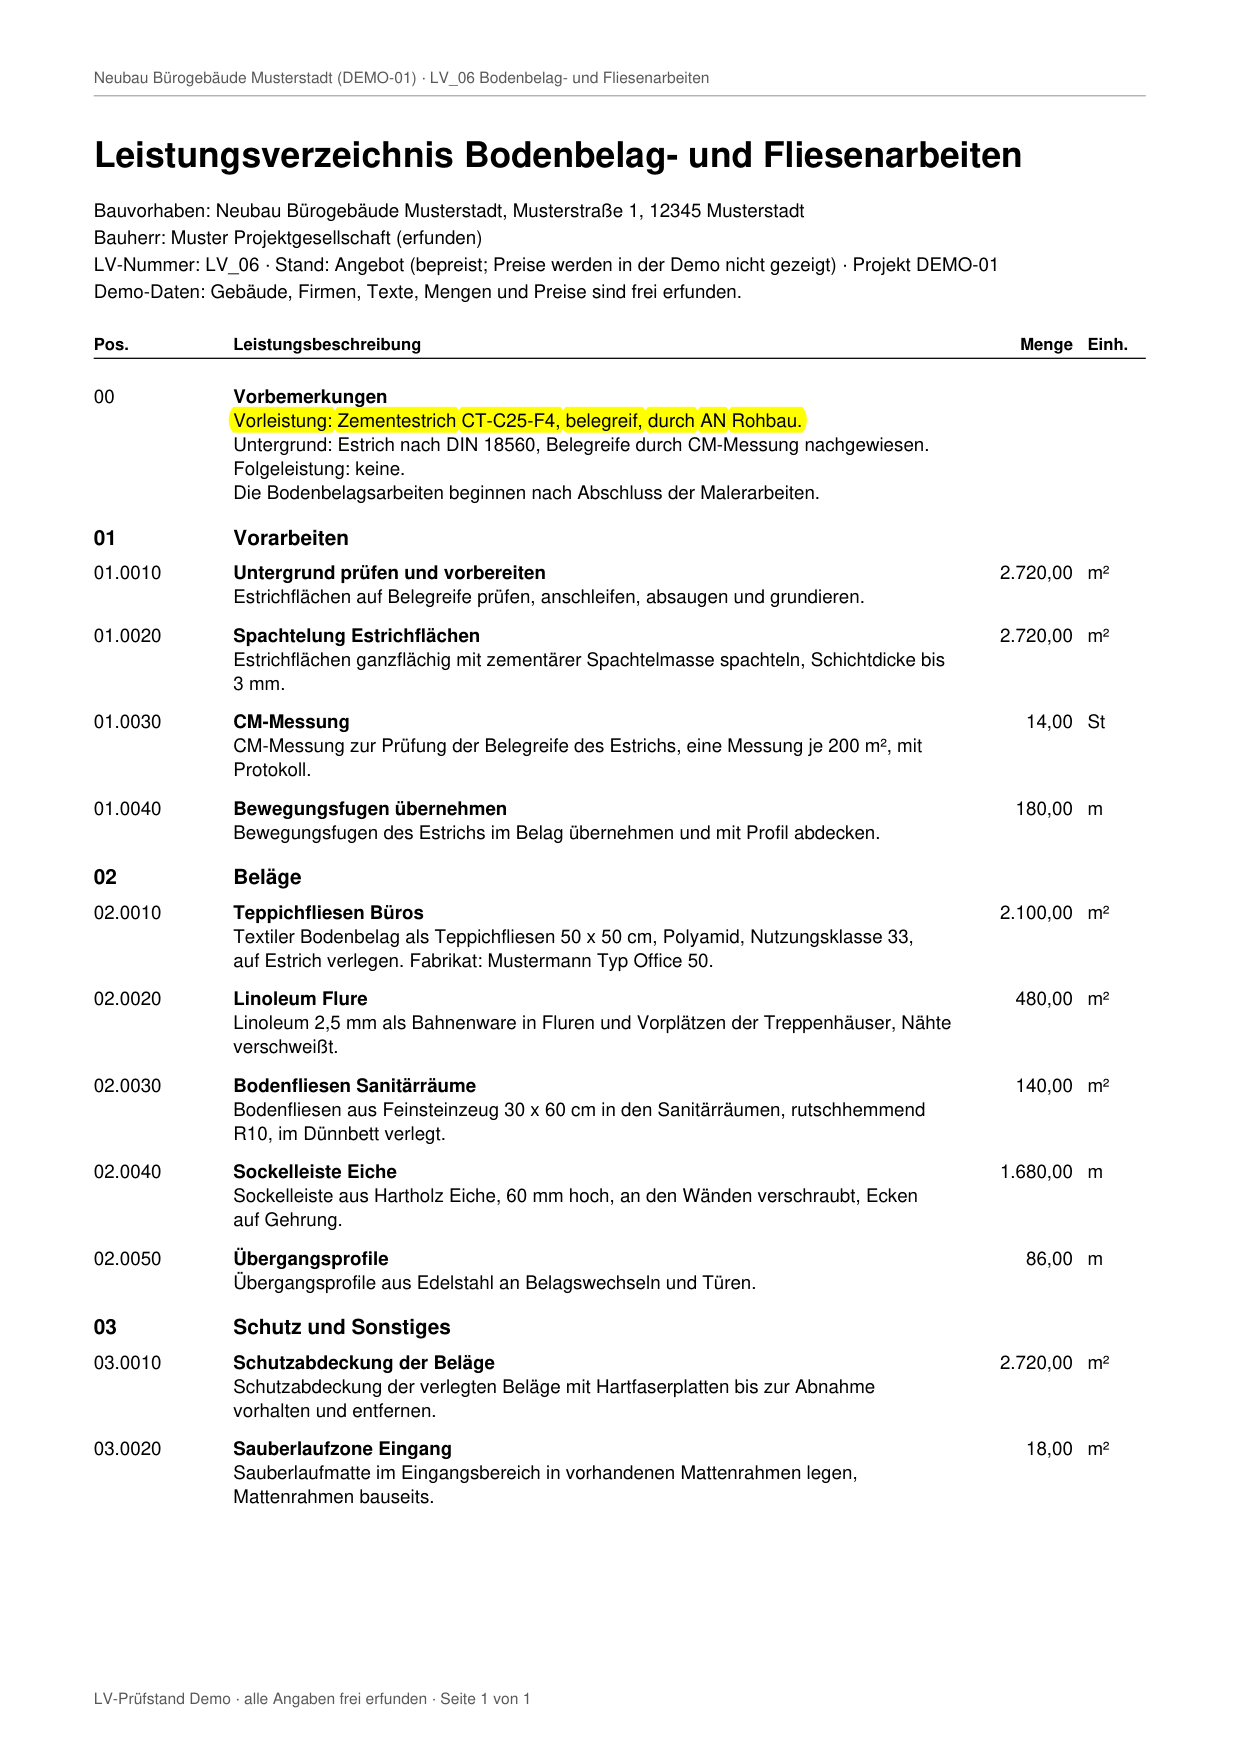 Neubau Bürogebäude Musterstadt (DEMO-01) · LV_06 Bodenbelag- und Fliesenarbeiten
Leistungsverzeichnis Bodenbelag- und Fliesenarbeiten
Bauvorhaben: Neubau Bürogebäude Musterstadt, Musterstraße 1, 12345 Musterstadt
Bauherr: Muster Projektgesellschaft (erfunden)
LV-Nummer: LV_06 · Stand: Angebot (bepreist; Preise werden in der Demo nicht gezeigt) · Projekt DEMO-01
Demo-Daten: Gebäude, Firmen, Texte, Mengen und Preise sind frei erfunden.
Pos. Leistungsbeschreibung Menge Einh.
00 Vorbemerkungen
Vorleistung: Zementestrich CT-C25-F4, belegreif, durch AN Rohbau.
Untergrund: Estrich nach DIN 18560, Belegreife durch CM-Messung nachgewiesen.
Folgeleistung: keine.
Die Bodenbelagsarbeiten beginnen nach Abschluss der Malerarbeiten.
01 Vorarbeiten
01.0010 Untergrund prüfen und vorbereiten 2.720,00 m²
Estrichflächen auf Belegreife prüfen, anschleifen, absaugen und grundieren.
01.0020 Spachtelung Estrichflächen 2.720,00 m²
Estrichflächen ganzflächig mit zementärer Spachtelmasse spachteln, Schichtdicke bis
3 mm.
01.0030 CM-Messung 14,00 St
CM-Messung zur Prüfung der Belegreife des Estrichs, eine Messung je 200 m², mit
Protokoll.
01.0040 Bewegungsfugen übernehmen 180,00 m
Bewegungsfugen des Estrichs im Belag übernehmen und mit Profil abdecken.
02 Beläge
02.0010 Teppichfliesen Büros 2.100,00 m²
Textiler Bodenbelag als Teppichfliesen 50 x 50 cm, Polyamid, Nutzungsklasse 33,
auf Estrich verlegen. Fabrikat: Mustermann Typ Office 50.
02.0020 Linoleum Flure 480,00 m²
Linoleum 2,5 mm als Bahnenware in Fluren und Vorplätzen der Treppenhäuser, Nähte
verschweißt.
02.0030 Bodenfliesen Sanitärräume 140,00 m²
Bodenfliesen aus Feinsteinzeug 30 x 60 cm in den Sanitärräumen, rutschhemmend
R10, im Dünnbett verlegt.
02.0040 Sockelleiste Eiche 1.680,00 m
Sockelleiste aus Hartholz Eiche, 60 mm hoch, an den Wänden verschraubt, Ecken
auf Gehrung.
02.0050 Übergangsprofile 86,00 m
Übergangsprofile aus Edelstahl an Belagswechseln und Türen.
03 Schutz und Sonstiges
03.0010 Schutzabdeckung der Beläge 2.720,00 m²
Schutzabdeckung der verlegten Beläge mit Hartfaserplatten bis zur Abnahme
vorhalten und entfernen.
03.0020 Sauberlaufzone Eingang 18,00 m²
Sauberlaufmatte im Eingangsbereich in vorhandenen Mattenrahmen legen,
Mattenrahmen bauseits.
LV-Prüfstand Demo · alle Angaben frei erfunden · Seite 1 von 1